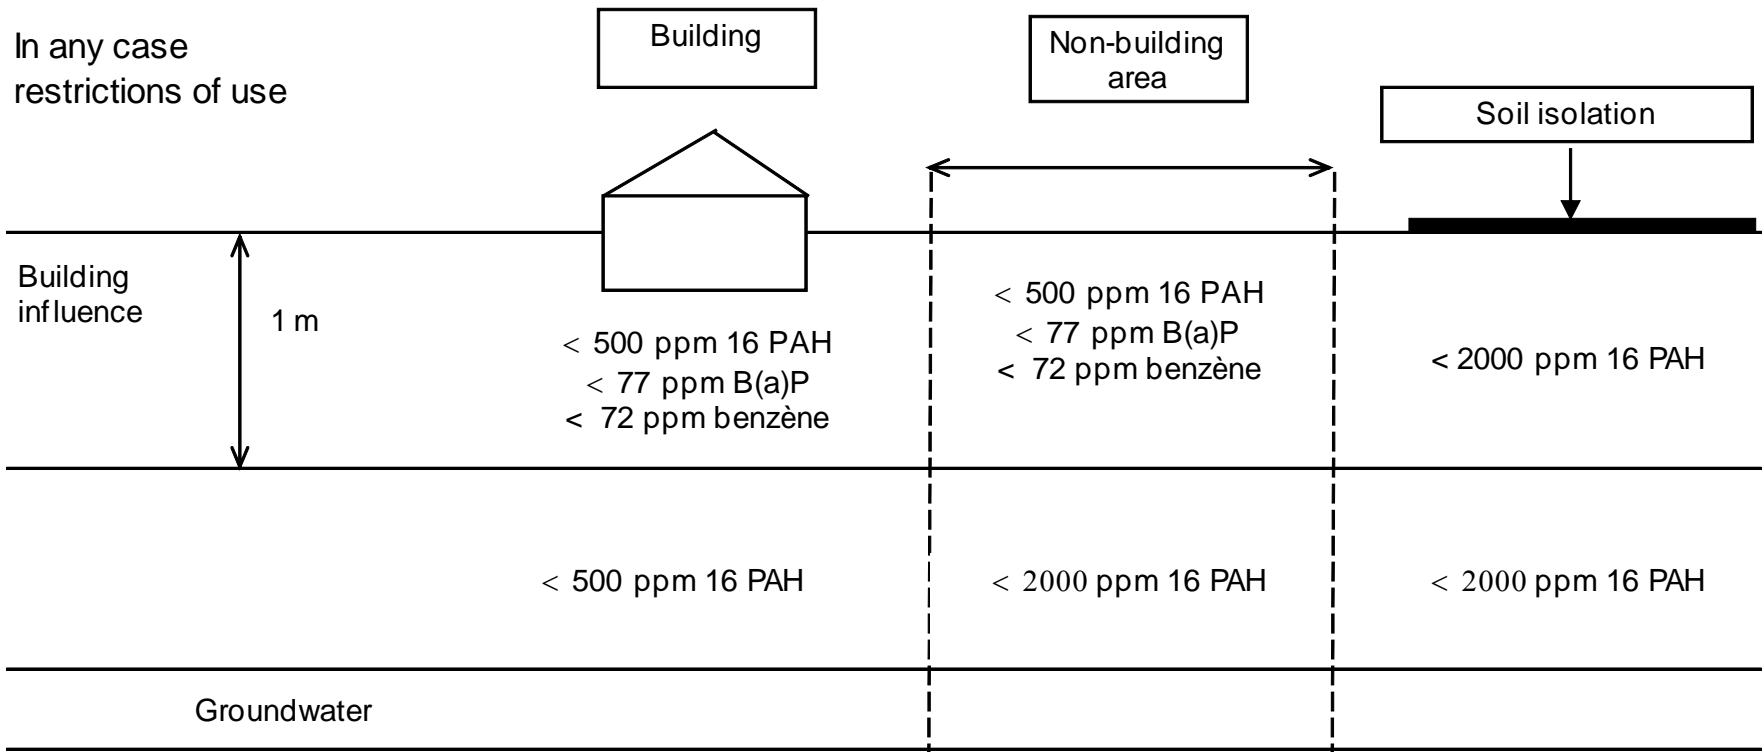 In any case
restrictions of use
Building
Non-building
area
Soil isolation
Building
influence
1 m
< 500 ppm 16 PAH
< 77 ppm B(a)P
< 72 ppm benzène
< 500 ppm 16 PAH
< 77 ppm B(a)P
< 72 ppm benzène
< 2000 ppm 16 PAH
< 500 ppm 16 PAH
< 2000 ppm 16 PAH
< 2000 ppm 16 PAH
Groundwater